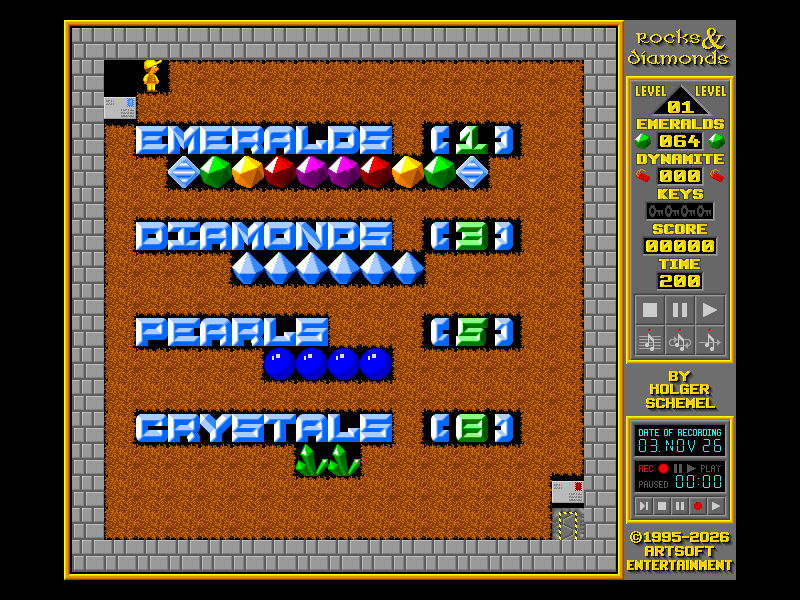 EMERALDS (1)
DIAMONDS (3)
PEARLS (5)
CRYSTALS (8)
rocks&
diamonds
LEVEL LEVEL
01
EMERALDS
064
DYNAMITE
000
KEYS
SCORE
00000
TIME
200
BY
HOLGER
SCHEMEL
DATE OF RECORDING
03.NOV 26
REC PLAY
PAUSED 00:00
©1995-2026
ARTSOFT
ENTERTAINMENT